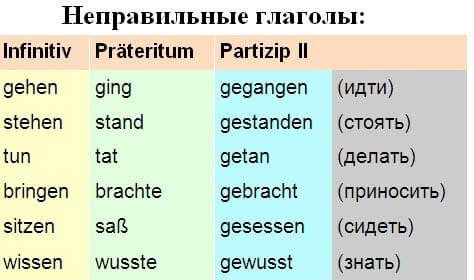 Неправильные глаголы:
Infinitiv Präteritum Partizip II
gehen ging gegangen (идти)
stehen stand gestanden (стоять)
tun tat getan (делать)
bringen brachte gebracht (приносить)
sitzen saß gesessen (сидеть)
wissen wusste gewusst (знать)